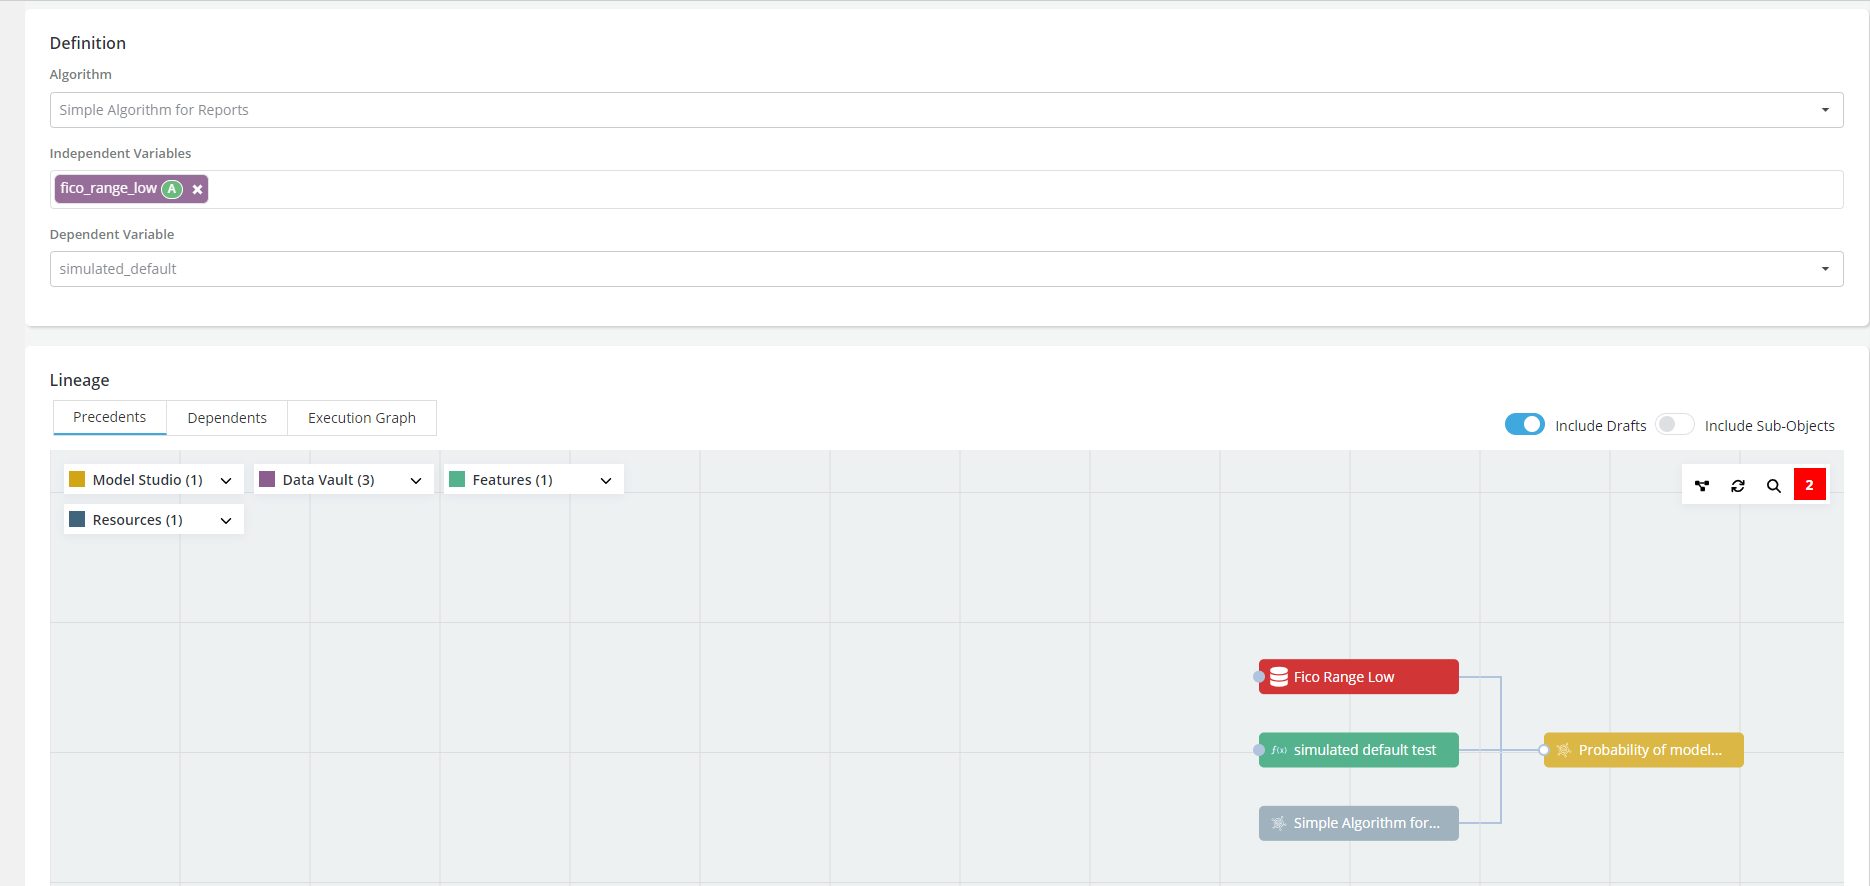 Definition
Algorithm
Simple Algorithm for Reports
Independent Variables
fico_range_low A ×
Dependent Variable
simulated_default
Lineage
Precedents Dependents Execution Graph
Include Drafts Include Sub-Objects
Model Studio (1) Data Vault (3) Features (1)
2
Resources (1)
Fico Range Low
f(x) simulated default test
Probability of model...
Simple Algorithm for...